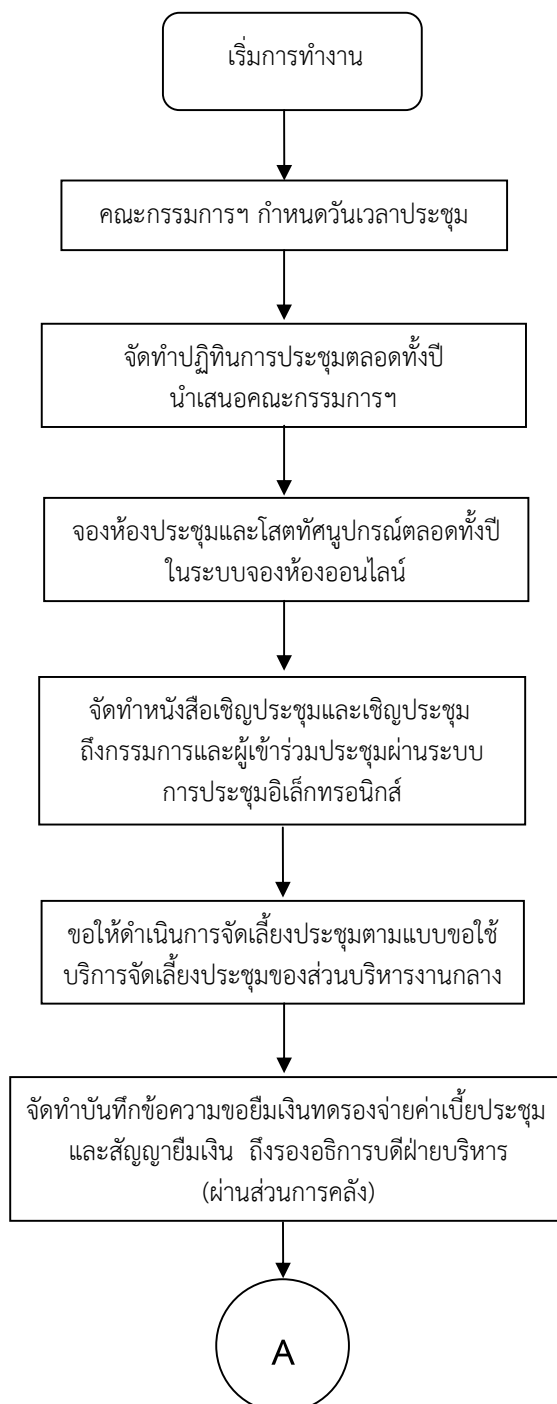 เริ่มการทำงาน
คณะกรรมการฯ กำหนดวันเวลาประชุม
จัดทำปฏิทินการประชุมตลอดทั้งปี
นำเสนอคณะกรรมการฯ
จองห้องประชุมและโสตทัศนูปกรณ์ตลอดทั้งปี
ในระบบจองห้องออนไลน์
จัดทำหนังสือเชิญประชุมและเชิญประชุม
ถึงกรรมการและผู้เข้าร่วมประชุมผ่านระบบ
การประชุมอิเล็กทรอนิกส์
ขอให้ดำเนินการจัดเลี้ยงประชุมตามแบบขอใช้
บริการจัดเลี้ยงประชุมของส่วนบริหารงานกลาง
จัดทำบันทึกข้อความขอยืมเงินทดรองจ่ายค่าเบี้ยประชุม
และสัญญายืมเงิน ถึงรองอธิการบดีฝ่ายบริหาร
(ผ่านส่วนการคลัง)
A